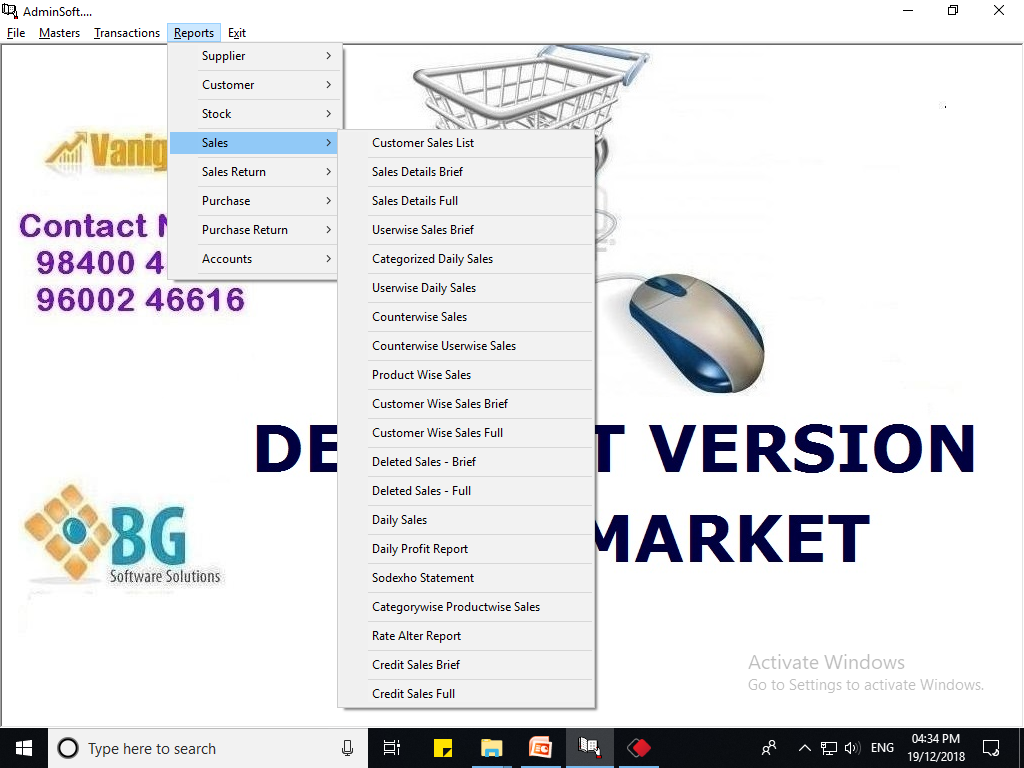 AdminSoft....
File Masters Transactions Reports Exit
Supplier
Customer
Stock
Sales
Sales Return
Purchase
Purchase Return
Accounts
Customer Sales List
Sales Details Brief
Sales Details Full
Userwise Sales Brief
Categorized Daily Sales
Userwise Daily Sales
Counterwise Sales
Counterwise Userwise Sales
Product Wise Sales
Customer Wise Sales Brief
Customer Wise Sales Full
Deleted Sales - Brief
Deleted Sales - Full
Daily Sales
Daily Profit Report
Sodexho Statement
Categorywise Productwise Sales
Rate Alter Report
Credit Sales Brief
Credit Sales Full
Vanig
Contact
98400 4
96002 46616
VERSION
MARKET
BG
Software Solutions
Activate Windows
Go to Settings to activate Windows.
Type here to search
ENG
04:34 PM
19/12/2018